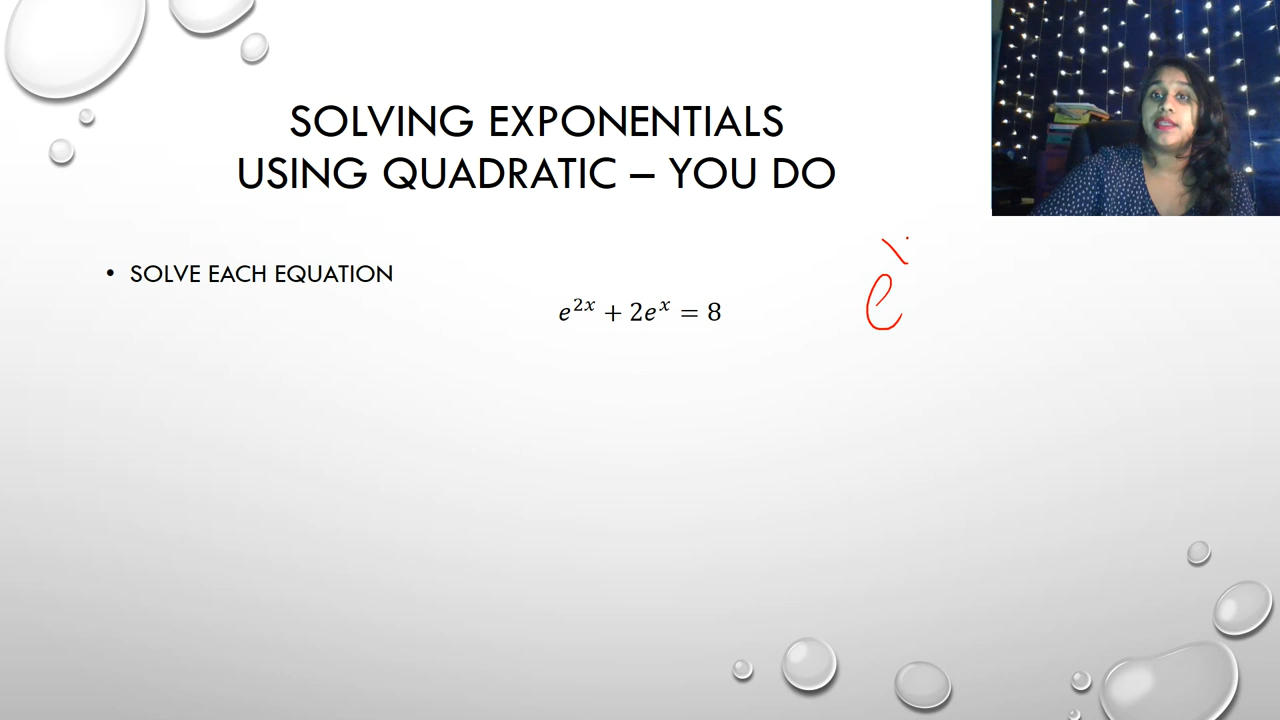 SOLVING EXPONENTIALS
USING QUADRATIC – YOU DO
• SOLVE EACH EQUATION
e^{2x} + 2e^x = 8
e